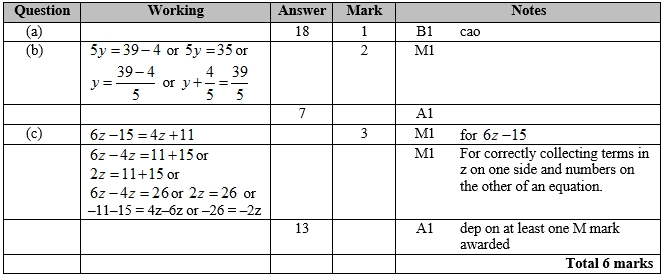 Question Working Answer Mark Notes
(a) 18 1 B1 cao
(b) 5y = 39 – 4 or 5y = 35 or 2 M1
y = (39 – 4)/5 or y + 4/5 = 39/5
7 A1
(c) 6z – 15 = 4z + 11 3 M1 for 6z – 15
6z – 4z = 11 + 15 or M1 For correctly collecting terms in
2z = 11 + 15 or z on one side and numbers on
6z – 4z = 26 or 2z = 26 or the other of an equation.
–11–15 = 4z–6z or –26 = –2z
13 A1 dep on at least one M mark
awarded
Total 6 marks